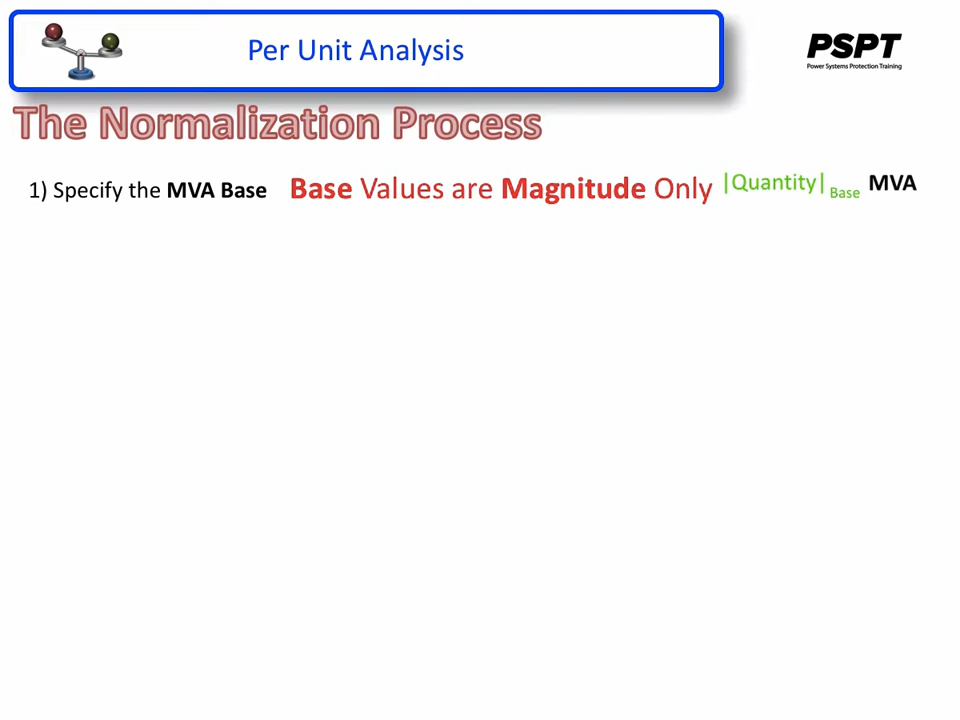 Per Unit Analysis
PSPT
Power Systems Protection Training
The Normalization Process
1) Specify the MVA Base Base Values are Magnitude Only |Quantity| Base MVA